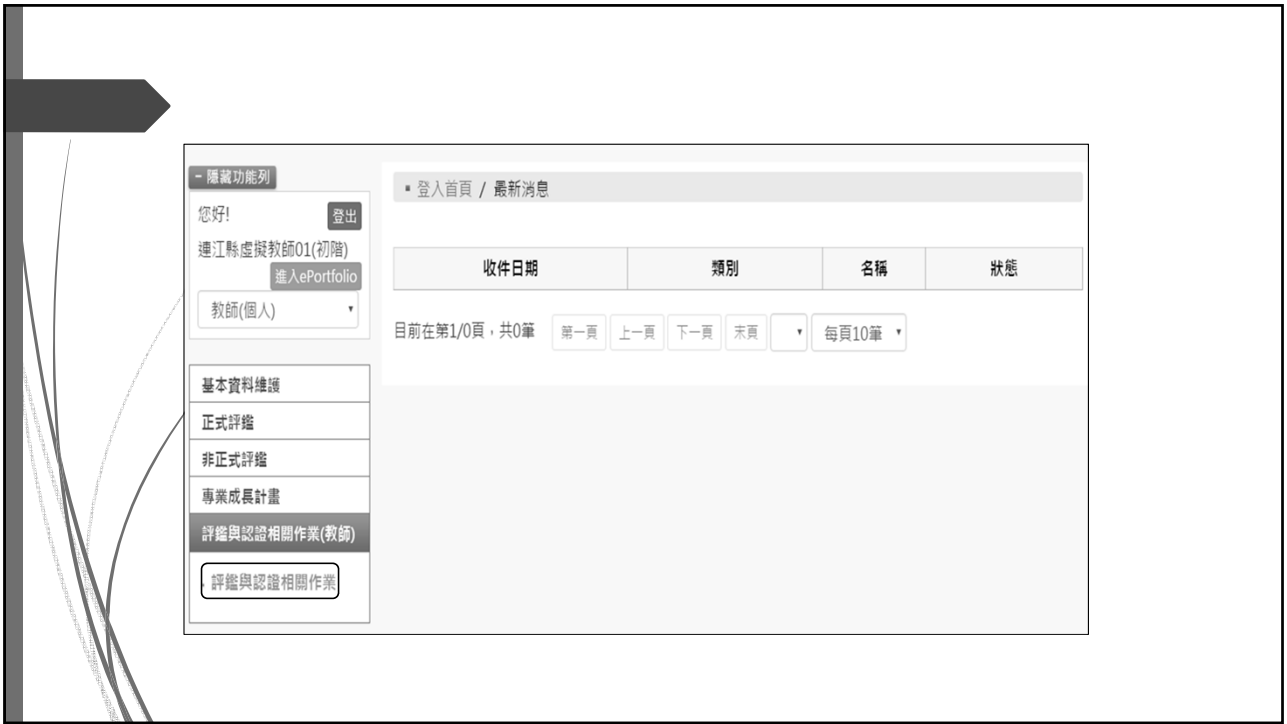 - 隱藏功能列
您好! 登出
連江縣虛擬教師01(初階)
進入ePortfolio
教師(個人)
基本資料維護
正式評鑑
非正式評鑑
專業成長計畫
評鑑與認證相關作業(教師)
評鑑與認證相關作業
▪ 登入首頁 / 最新消息
收件日期 類別 名稱 狀態
目前在第1/0頁，共0筆 第一頁 上一頁 下一頁 末頁 每頁10筆